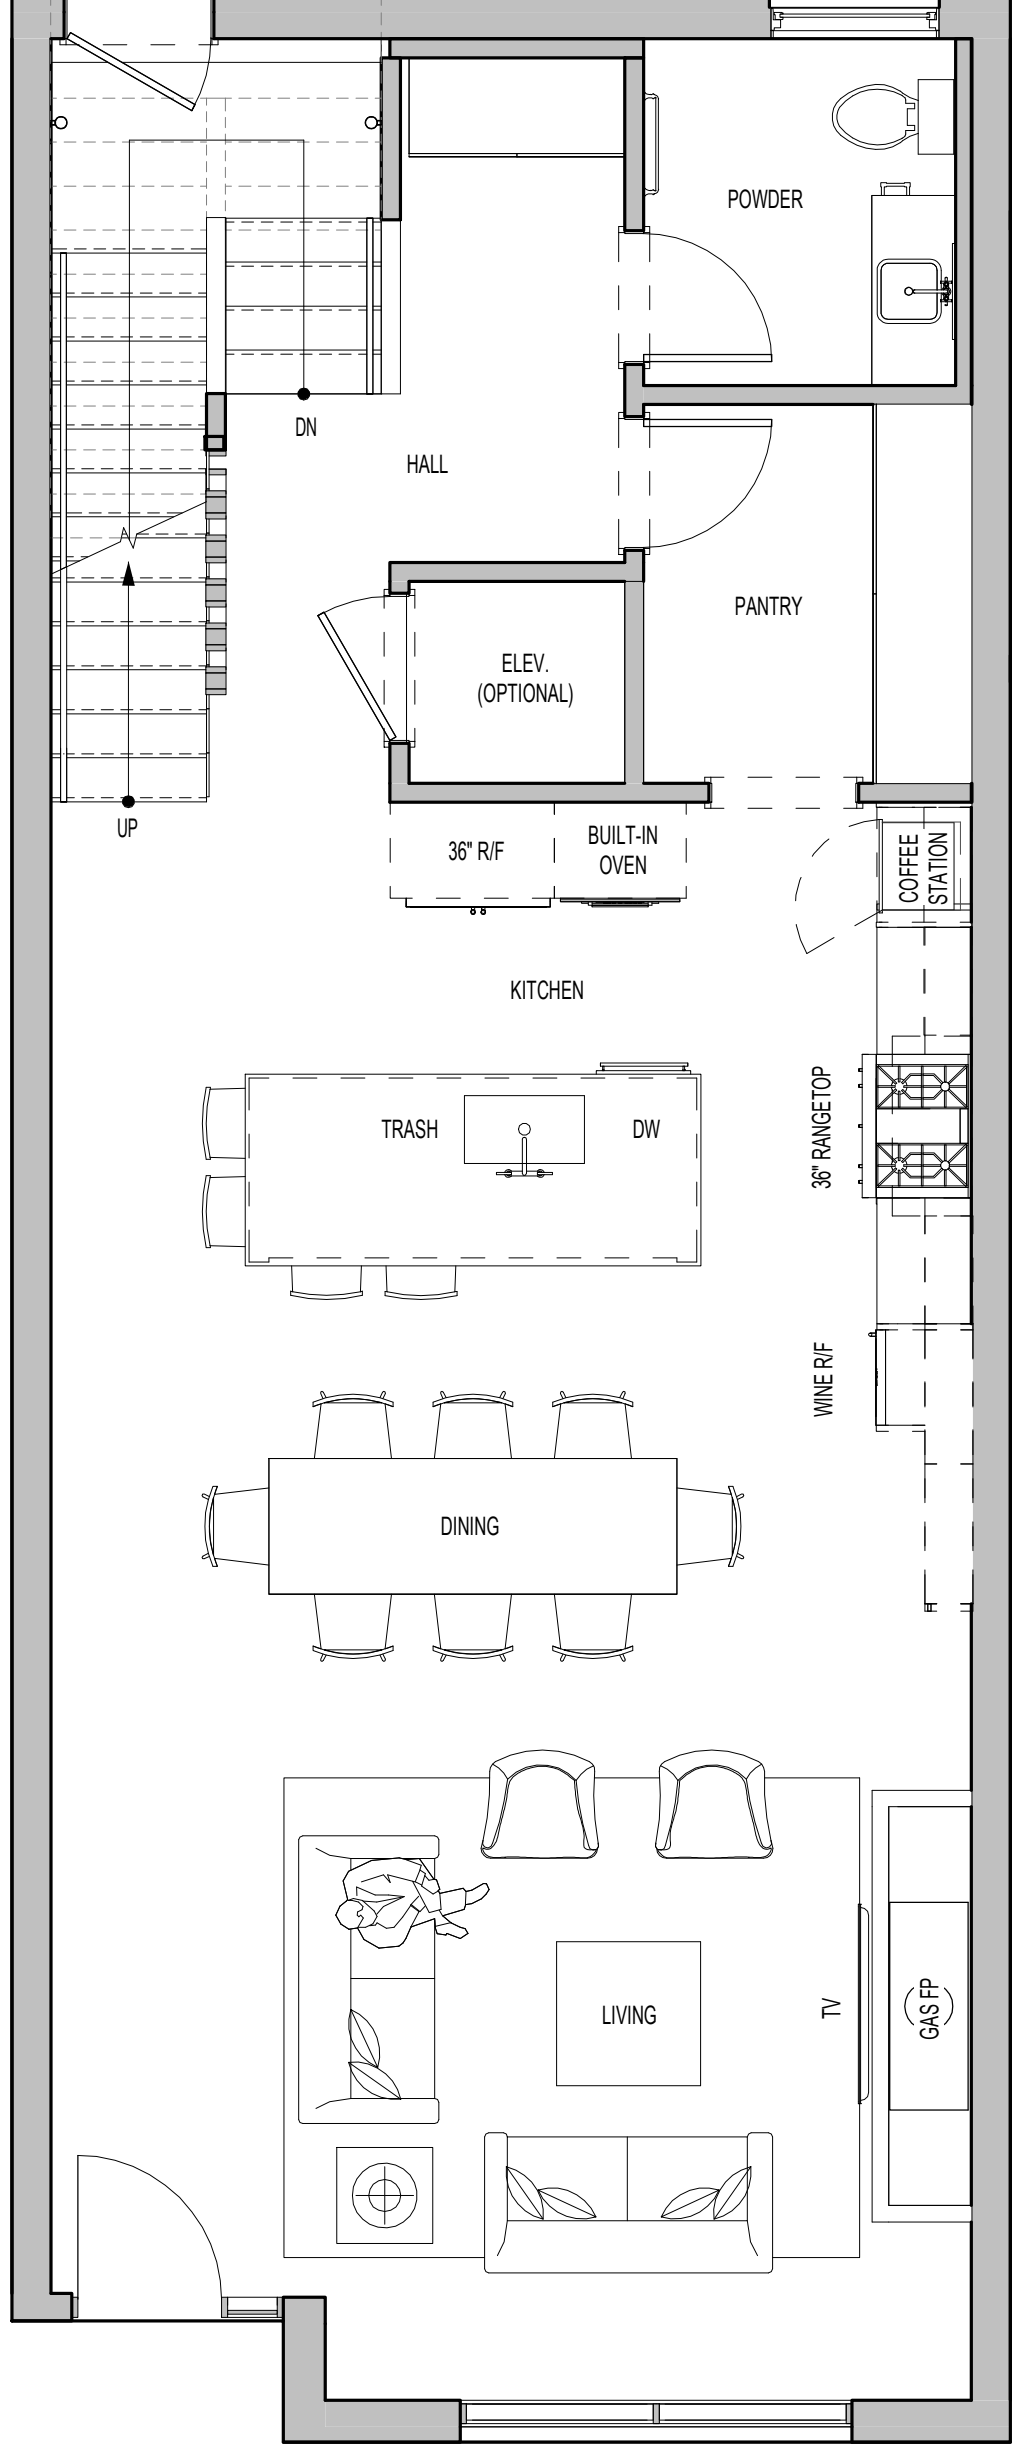 POWDER
DN
HALL
PANTRY
ELEV.
(OPTIONAL)
UP
36" R/F
BUILT-IN
OVEN
COFFEE
STATION
KITCHEN
TRASH
DW
36" RANGETOP
WINE R/F
DINING
LIVING
TV
GAS FP